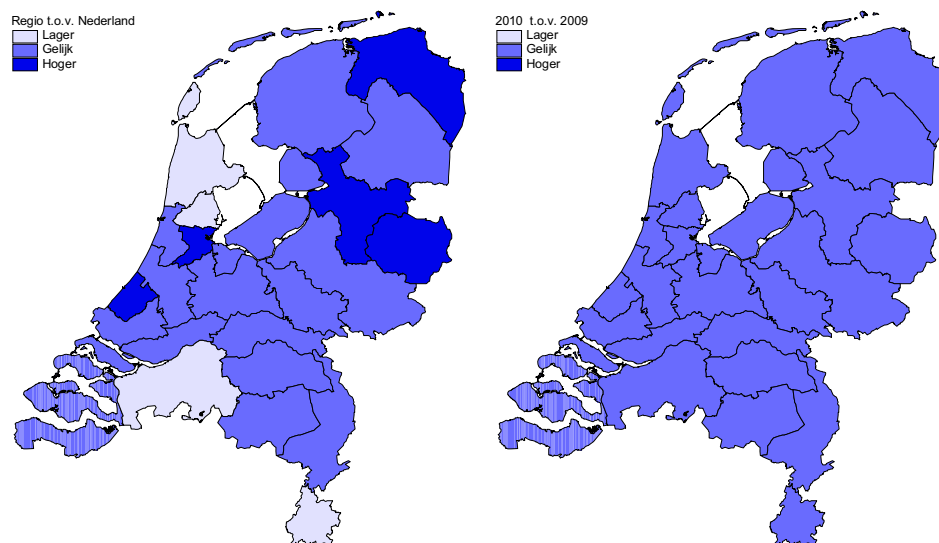 Regio t.o.v. Nederland
Lager
Gelijk
Hoger
2010 t.o.v. 2009
Lager
Gelijk
Hoger